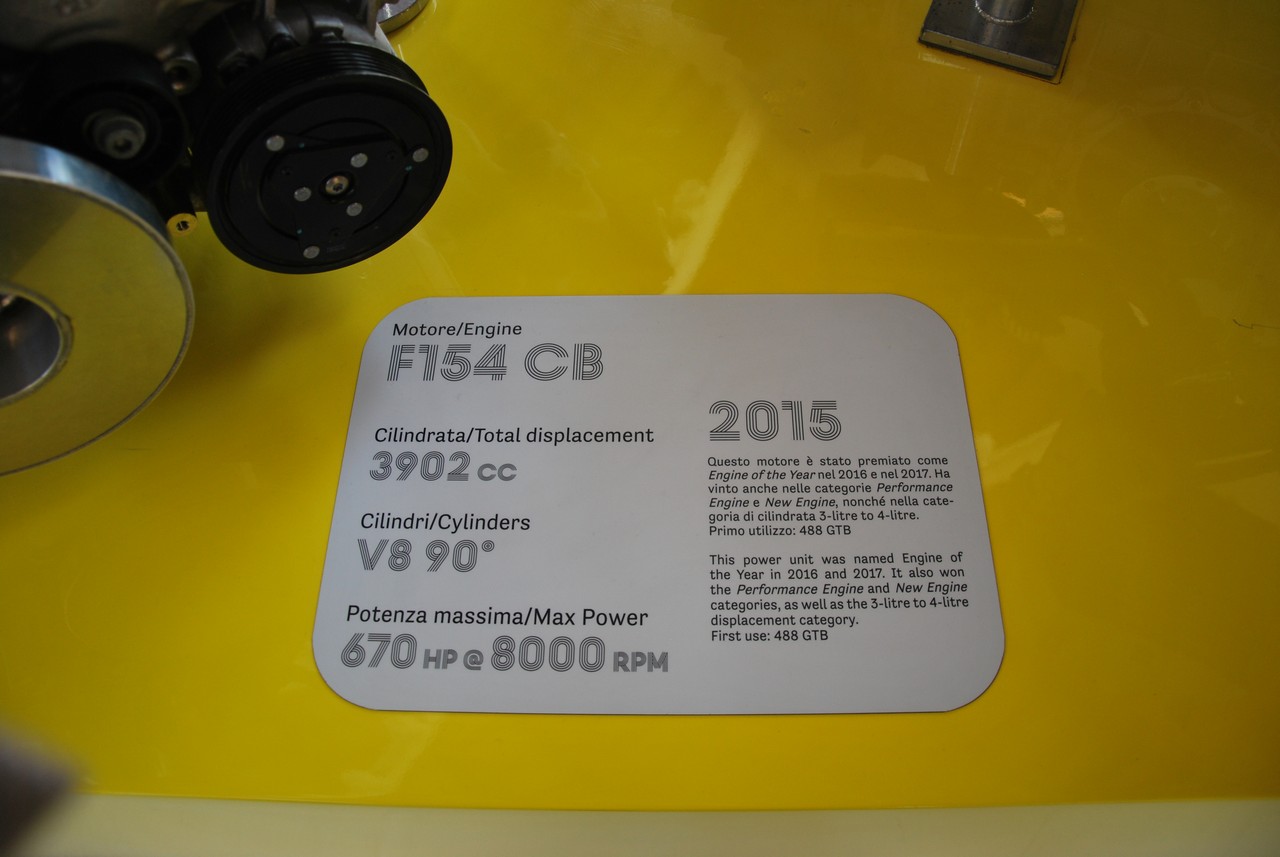 Motore/Engine
F154 CB
Cilindrata/Total displacement
3902 CC
Cilindri/Cylinders
V8 90°
Potenza massima/Max Power
670 HP @ 8000 RPM
2015
Questo motore è stato premiato come
Engine of the Year nel 2016 e nel 2017. Ha
vinto anche nelle categorie Performance
Engine e New Engine, nonché nella cate-
goria di cilindrata 3-litre to 4-litre.
Primo utilizzo: 488 GTB
This power unit was named Engine of
the Year in 2016 and 2017. It also won
the Performance Engine and New Engine
categories, as well as the 3-litre to 4-litre
displacement category.
First use: 488 GTB